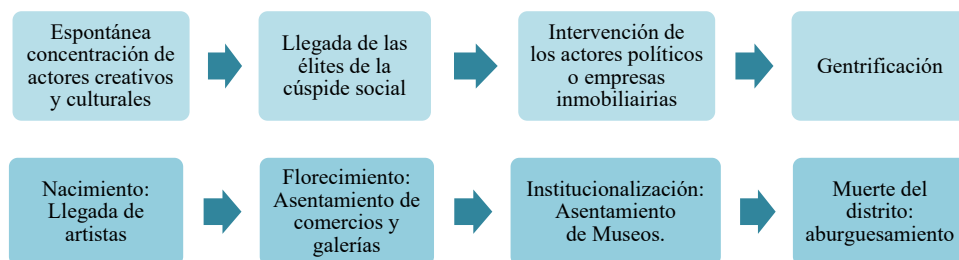 Espontánea
concentración de
actores creativos
y culturales
Llegada de las
élites de la
cúspide social
Intervención de
los actores políticos
o empresas
inmobiliairias
Gentrificación
Nacimiento:
Llegada de
artistas
Florecimiento:
Asentamiento de
comercios y
galerías
Institucionalización:
Asentamiento
de Museos.
Muerte del
distrito:
aburguesamiento